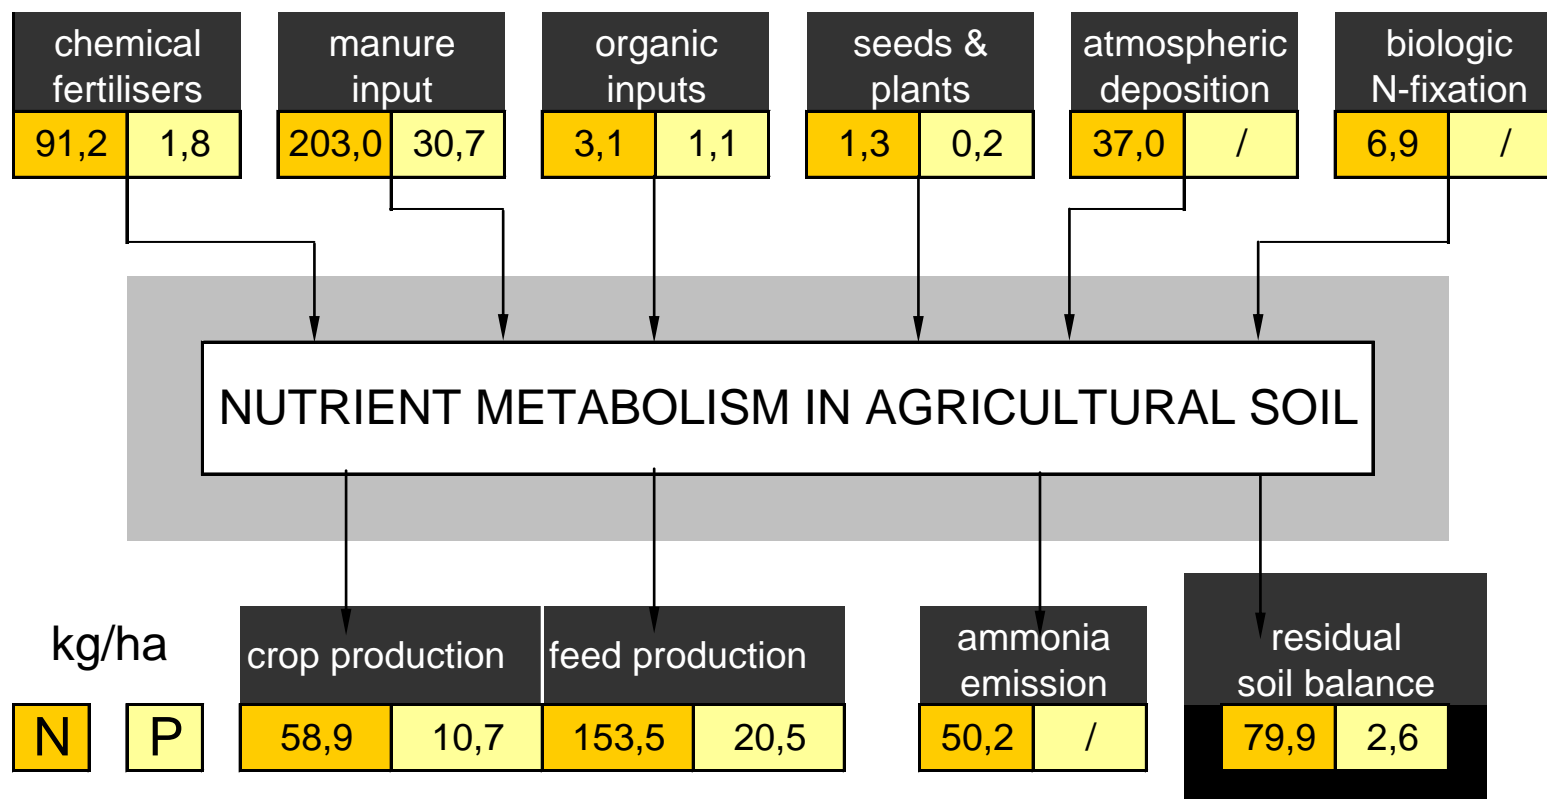 chemical
fertilisers
91,2 1,8
manure
input
203,0 30,7
organic
inputs
3,1 1,1
seeds &
plants
1,3 0,2
atmospheric
deposition
37,0 /
biologic
N-fixation
6,9 /
NUTRIENT METABOLISM IN AGRICULTURAL SOIL
kg/ha
N P
crop production
58,9 10,7
feed production
153,5 20,5
ammonia
emission
50,2 /
residual
soil balance
79,9 2,6